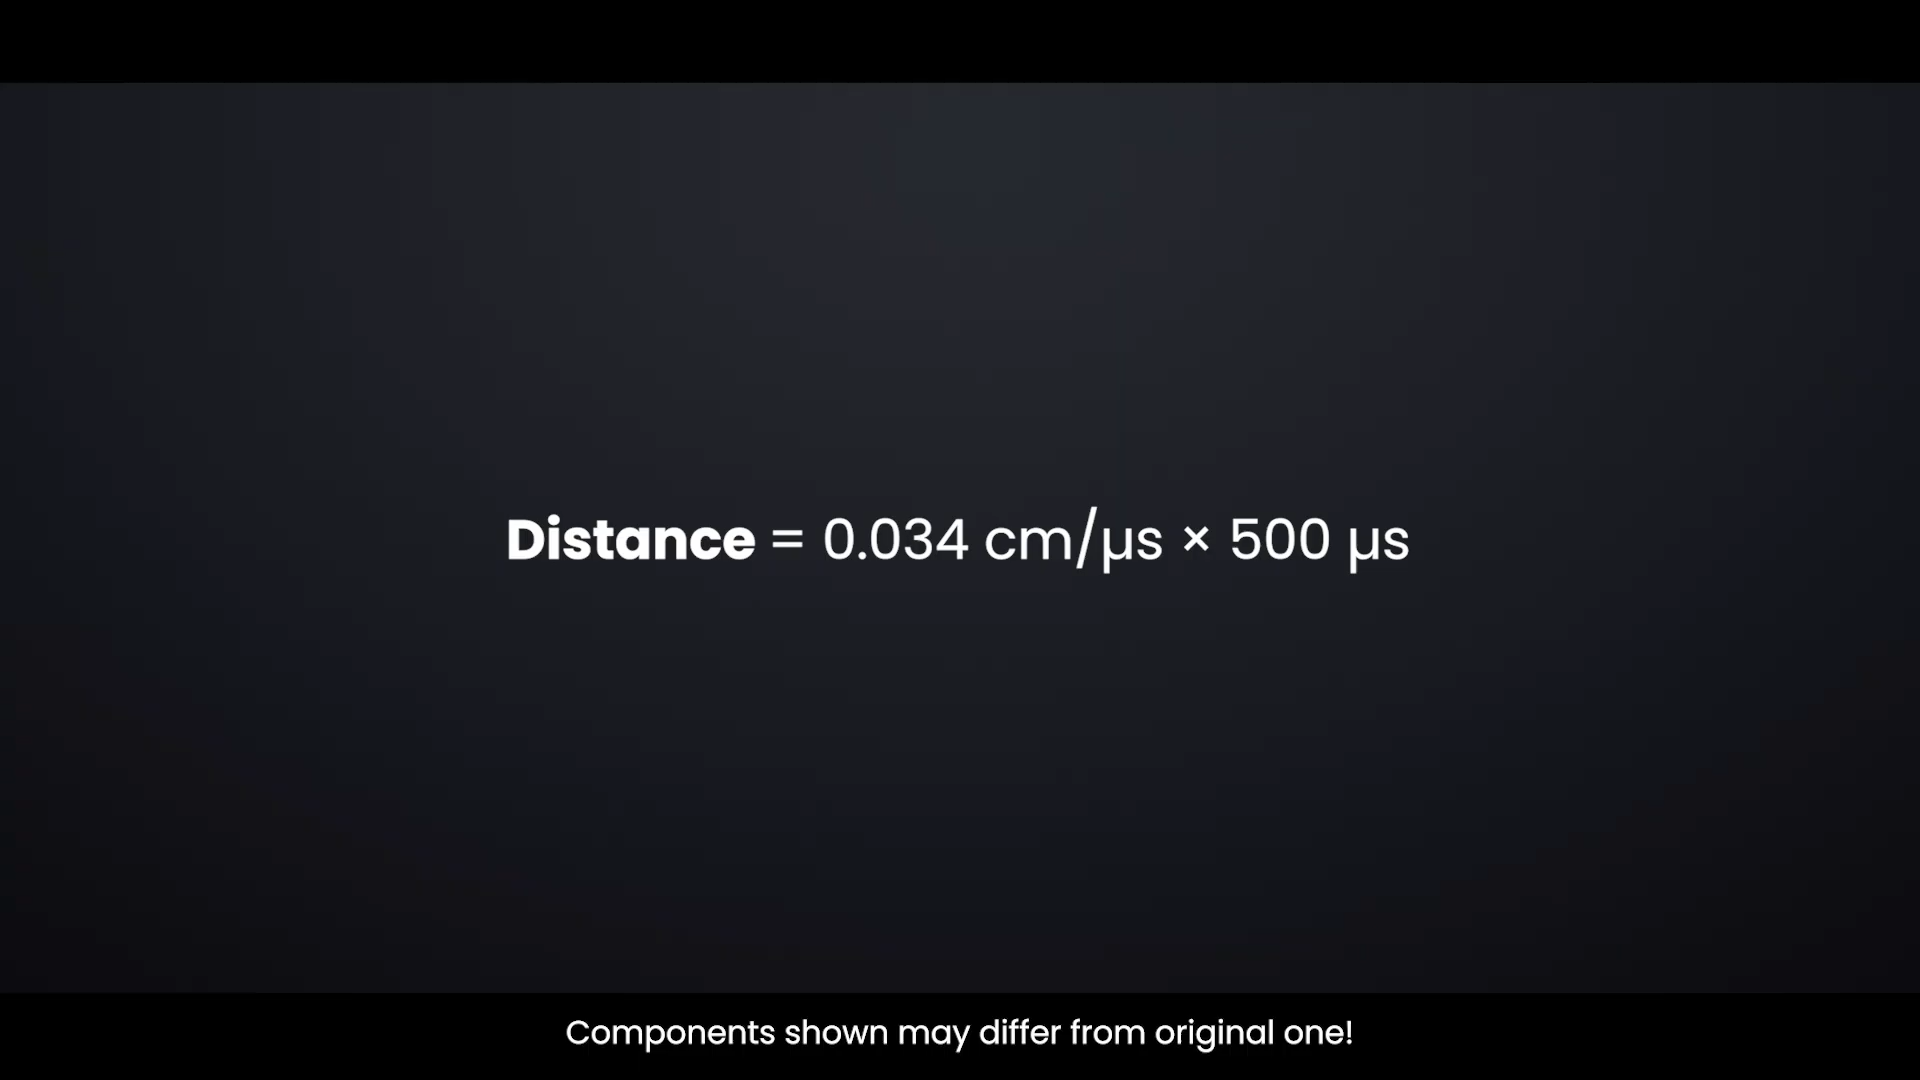 Distance = 0.034 cm/µs × 500 µs
Components shown may differ from original one!